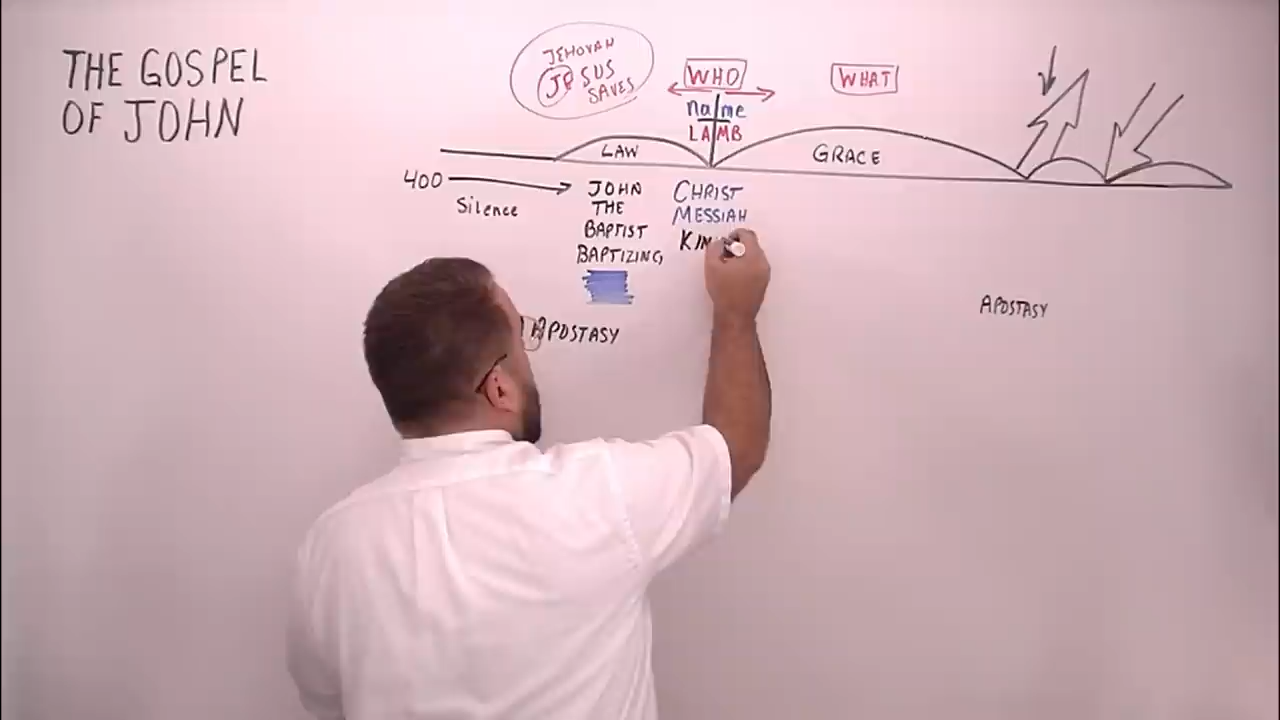 THE GOSPEL
OF JOHN
JEHOVAH
JESUS
SAVES
WHO
WHAT
name
LAMB
LAW
GRACE
400
Silence
JOHN
THE
BAPTIST
BAPTIZING
CHRIST
MESSIAH
KIN
APOSTASY
APOSTASY